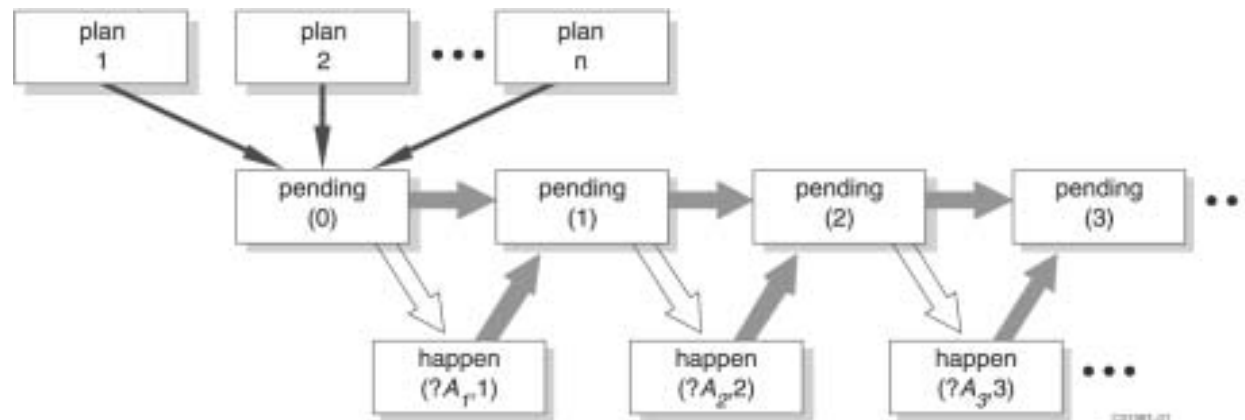 plan
1
plan
2
plan
n
pending
(0)
pending
(1)
pending
(2)
pending
(3)
happen
(?A₁,1)
happen
(?A₂,2)
happen
(?A₃,3)